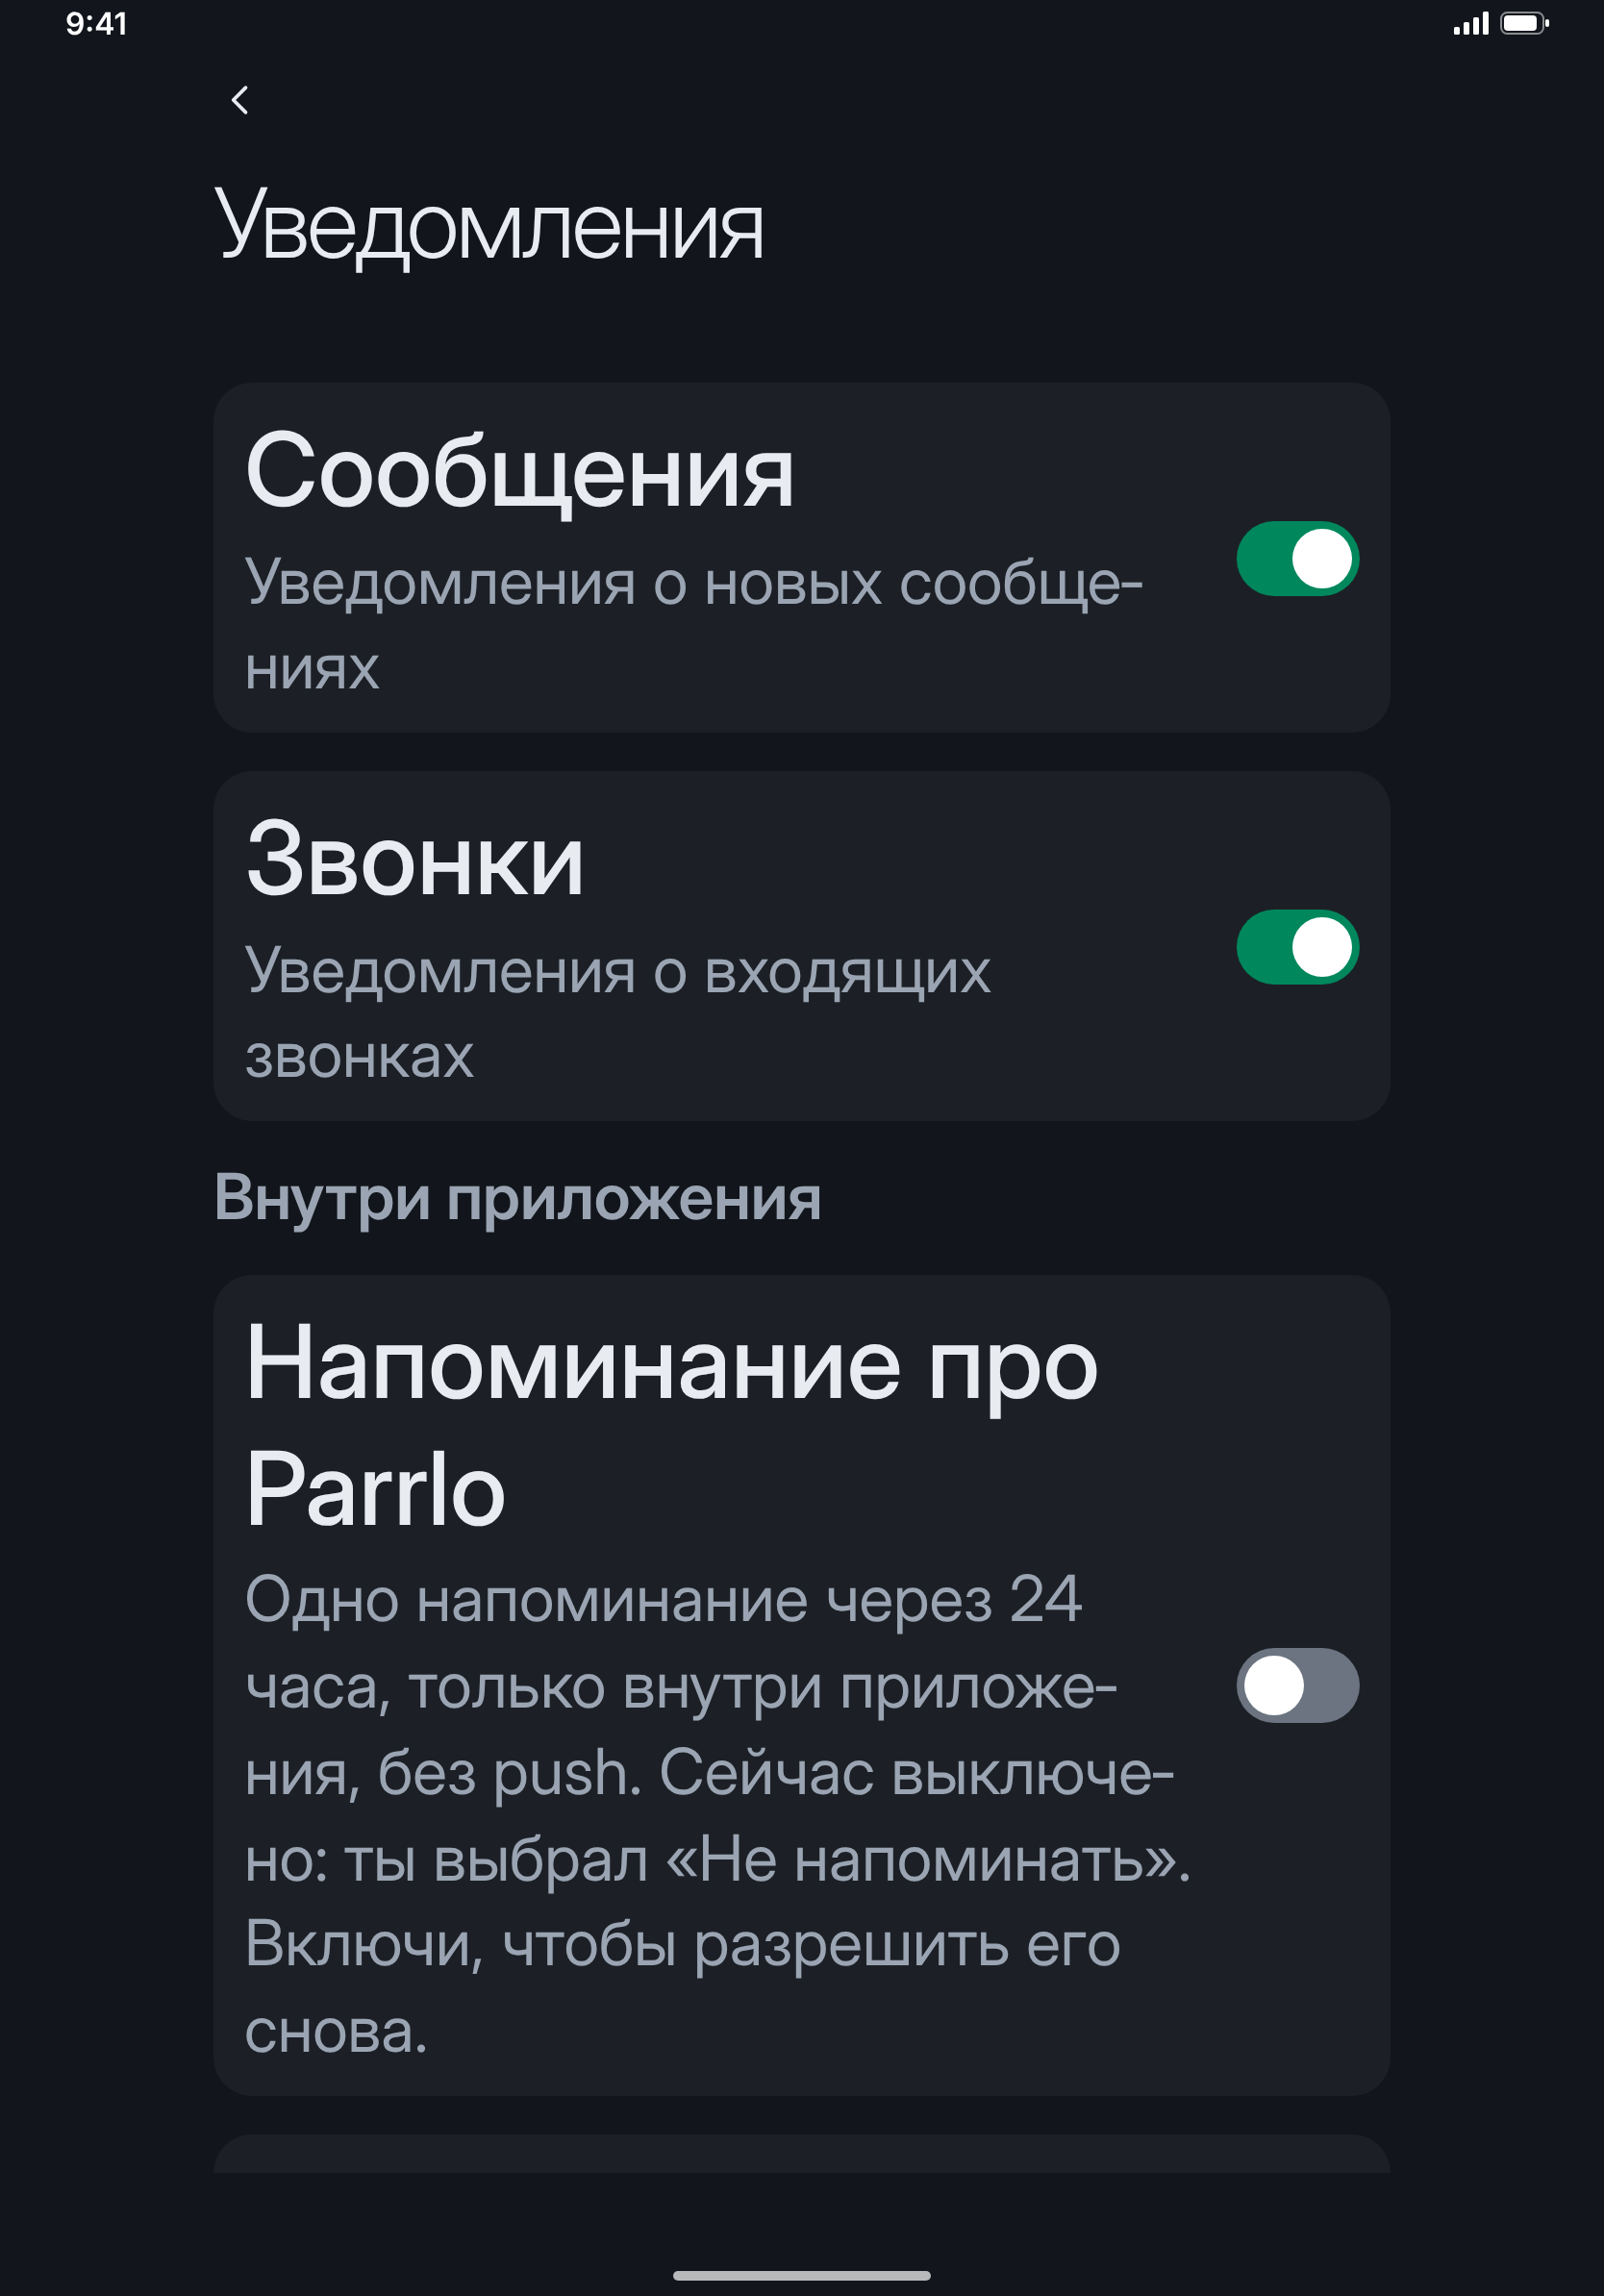 9:41
Уведомления
Сообщения
Уведомления о новых сообще-
ниях
Звонки
Уведомления о входящих
звонках
Внутри приложения
Напоминание про
Parrlo
Одно напоминание через 24
часа, только внутри приложе-
ния, без push. Сейчас выключе-
но: ты выбрал «Не напоминать».
Включи, чтобы разрешить его
снова.